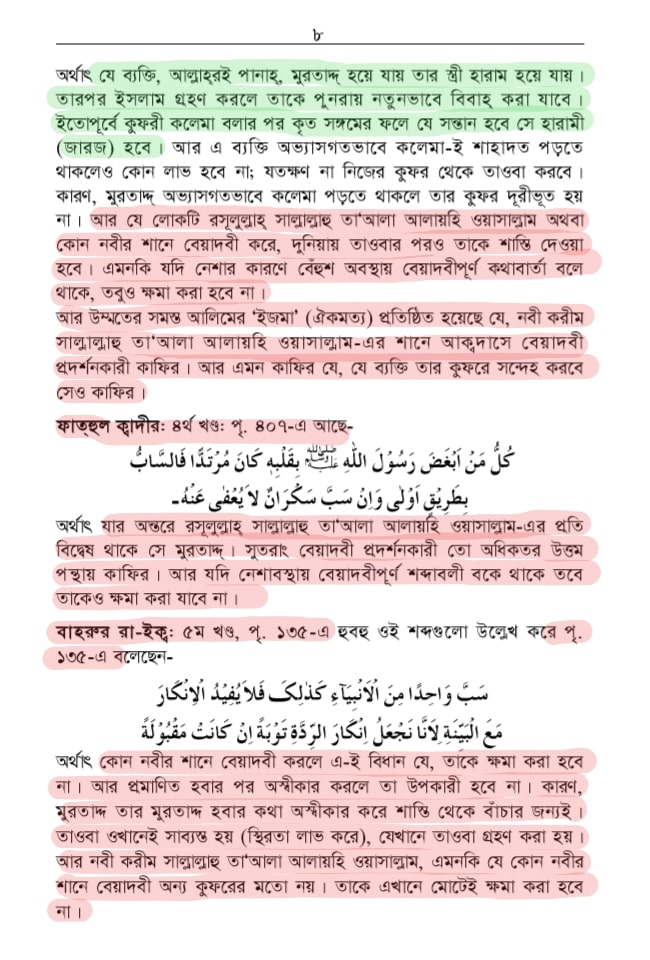 ৮
অর্থাৎ যে ব্যক্তি, আল্লাহ্‌রই পানাহ্‌, মুরতাদ্দ হয়ে যায় তার স্ত্রী হারাম হয়ে যায়।
তারপর ইসলাম গ্রহণ করলে তাকে পুনরায় নতুনভাবে বিবাহ্‌ করা যাবে।
ইতোপূর্বে কুফরী কলেমা বলার পর কৃত সঙ্গমের ফলে যে সন্তান হবে সে হারামী
(জারজ) হবে। আর এ ব্যক্তি অভ্যাসগতভাবে কলেমা-ই শাহাদত পড়তে
থাকলেও কোন লাভ হবে না; যতক্ষণ না নিজের কুফর থেকে তাওবা করবে।
কারণ, মুরতাদ্দ অভ্যাসগতভাবে কলেমা পড়তে থাকলে তার কুফর দূরীভূত হয়
না। আর যে লোকটি রসূলুল্লাহ্‌ সাল্লাল্লাহু তা'আলা আলায়হি ওয়াসাল্লাম অথবা
কোন নবীর শানে বেয়াদবী করে, দুনিয়ায় তাওবার পরও তাকে শাস্তি দেওয়া
হবে। এমনকি যদি নেশার কারণে বেঁহুশ অবস্থায় বেয়াদবীপূর্ণ কথাবার্তা বলে
থাকে, তবুও ক্ষমা করা হবে না।
আর উম্মতের সমস্ত আলিমের ‘ইজমা’ (ঐকমত্য) প্রতিষ্ঠিত হয়েছে যে, নবী করীম
সাল্লাল্লাহু তা'আলা আলায়হি ওয়াসাল্লাম-এর শানে আক্বদাসে বেয়াদবী
প্রদর্শনকারী কাফির। আর এমন কাফির যে, যে ব্যক্তি তার কুফরে সন্দেহ করবে
সেও কাফির।
ফাত্‌হুল ক্বাদীর: ৪র্থ খণ্ড: পৃ. ৪০৭-এ আছে-
كُلُّ مَنْ اَبْغَضَ رَسُوْلَ اللّٰهِ ﷺ بِقَلْبِهٖ كَانَ مُرْتَدًّا فَالسَّابُّ
بِطَرِيْقٍ اَوْلٰى وَاِنْ سَبَّ سَكْرَانٌ لاَ يُعْفٰى عَنْهُ۔
অর্থাৎ যার অন্তরে রসূলুল্লাহ্‌ সাল্লাল্লাহু তা'আলা আলায়হি ওয়াসাল্লাম-এর প্রতি
বিদ্বেষ থাকে সে মুরতাদ্দ। সুতরাং বেয়াদবী প্রদর্শনকারী তো অধিকতর উত্তম
পন্থায় কাফির। আর যদি নেশাবস্থায় বেয়াদবীপূর্ণ শব্দাবলী বকে থাকে তবে
তাকেও ক্ষমা করা যাবে না।
বাহরুর রা-ইক্ব: ৫ম খণ্ড, পৃ. ১৩৫-এ হুবহু ওই শব্দগুলো উল্লেখ করে পৃ.
১৩৫-এ বলেছেন-
سَبَّ وَاحِدًا مِنَ الْاَنْبِيَآءِ كَذٰلِكَ فَلاَ يُفِيْدُ الْاِنْكَارَ
مَعَ الْبَيِّنَةِ لِاَنَّا نَجْعَلُ اِنْكَارَ الرِّدَّةِ تَوْبَةً اِنْ كَانَتْ مَقْبُوْلَةً
অর্থাৎ কোন নবীর শানে বেয়াদবী করলে এ-ই বিধান যে, তাকে ক্ষমা করা হবে
না। আর প্রমাণিত হবার পর অস্বীকার করলে তা উপকারী হবে না। কারণ,
মুরতাদ্দ তার মুরতাদ্দ হবার কথা অস্বীকার করে শাস্তি থেকে বাঁচার জন্যই।
তাওবা ওখানেই সাব্যস্ত হয় (স্থিরতা লাভ করে), যেখানে তাওবা গ্রহণ করা হয়।
আর নবী করীম সাল্লাল্লাহু তা'আলা আলায়হি ওয়াসাল্লাম, এমনকি যে কোন নবীর
শানে বেয়াদবী অন্য কুফরের মতো নয়। তাকে এখানে মোটেই ক্ষমা করা হবে
না।